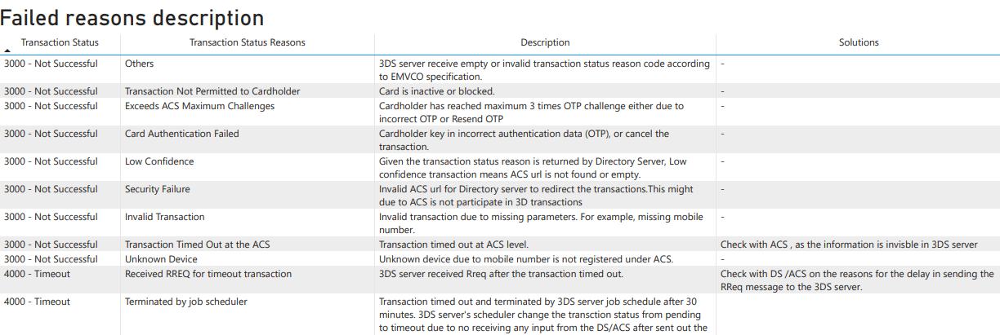 Failed reasons description
Transaction Status Transaction Status Reasons Description Solutions
3000 - Not Successful Others 3DS server receive empty or invalid transaction status reason code according -
to EMVCO specification.
3000 - Not Successful Transaction Not Permitted to Cardholder Card is inactive or blocked. -
3000 - Not Successful Exceeds ACS Maximum Challenges Cardholder has reached maximum 3 times OTP challenge either due to -
incorrect OTP or Resend OTP
3000 - Not Successful Card Authentication Failed Cardholder key in incorrect authentication data (OTP), or cancel the -
transaction.
3000 - Not Successful Low Confidence Given the transaction status reason is returned by Directory Server, Low -
confidence transaction means ACS url is not found or empty.
3000 - Not Successful Security Failure Invalid ACS url for Directory server to redirect the transactions.This might -
due to ACS is not participate in 3D transactions
3000 - Not Successful Invalid Transaction Invalid transaction due to missing parameters. For example, missing mobile -
number.
3000 - Not Successful Transaction Timed Out at the ACS Transaction timed out at ACS level. Check with ACS , as the information is invisble in 3DS server
3000 - Not Successful Unknown Device Unknown device due to mobile number is not registered under ACS. -
4000 - Timeout Received RREQ for timeout transaction 3DS server received Rreq after the transaction timed out. Check with DS /ACS on the reasons for the delay in sending the
RReq message to the 3DS server.
4000 - Timeout Terminated by job scheduler Transaction timed out and terminated by 3DS server job schedule after 30
minutes. 3DS server's scheduler change the transction status from pending
to timeout due to no receiving any input from the DS/ACS after sent out the